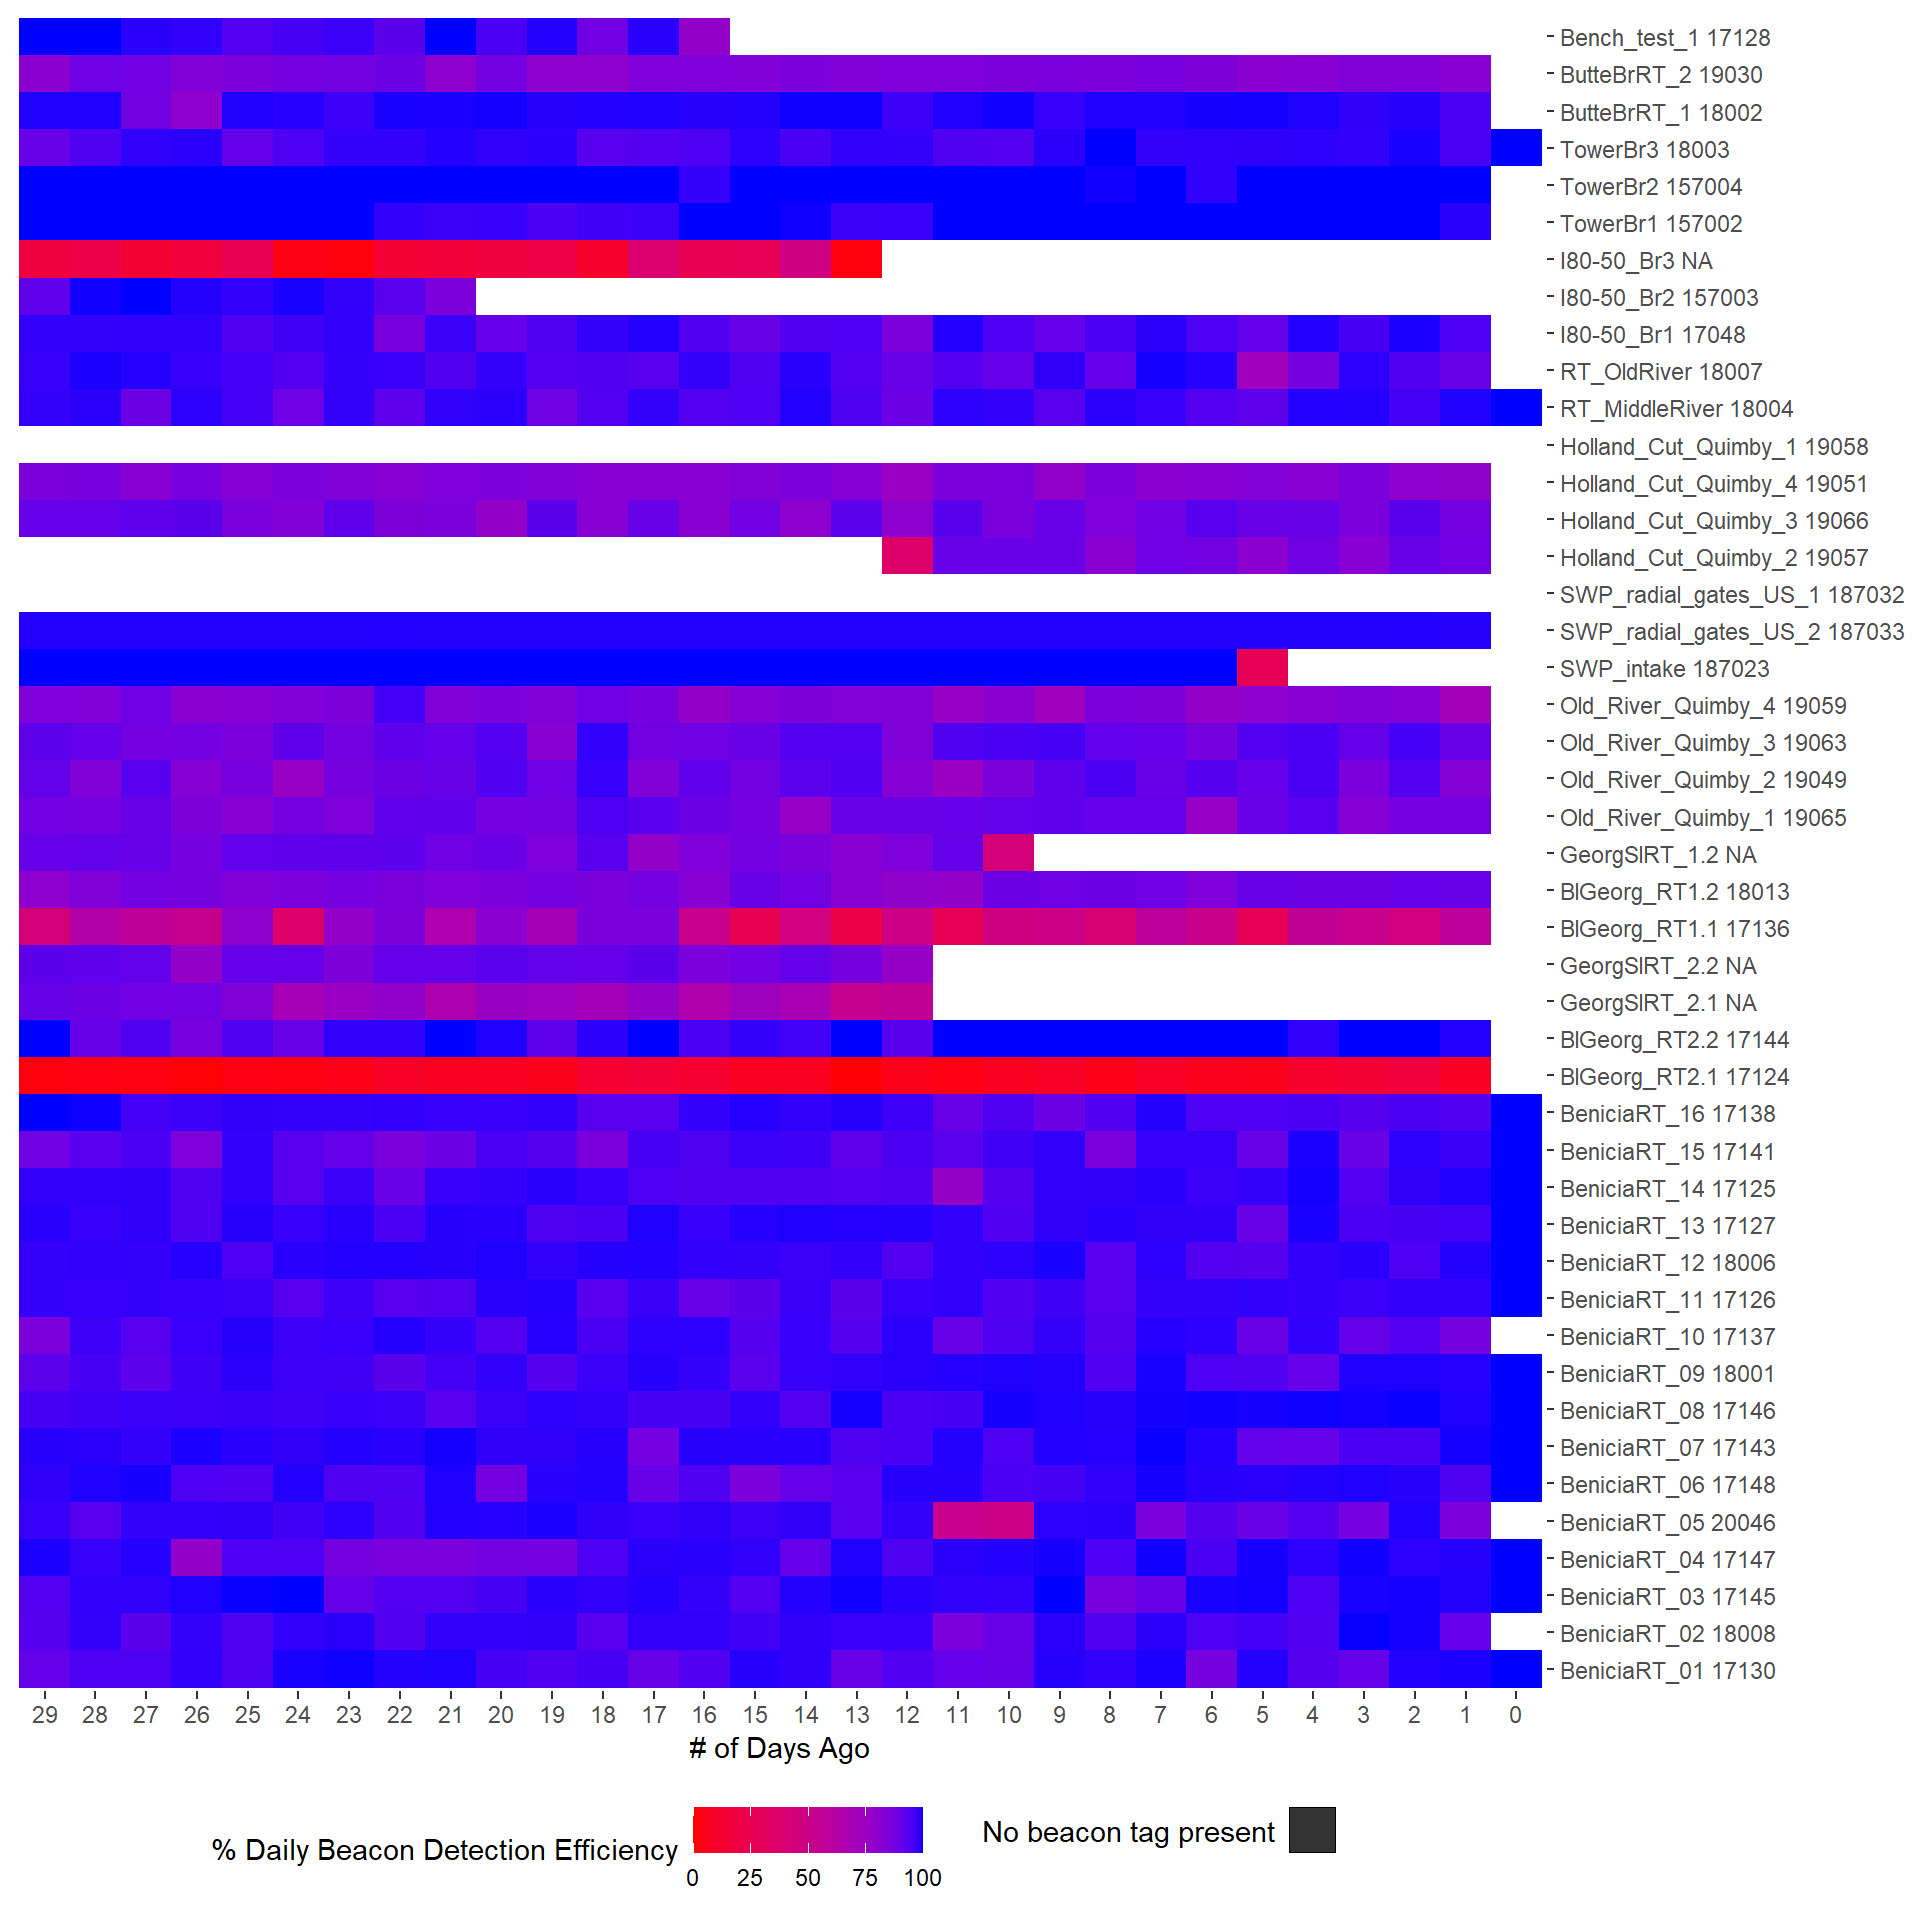 Bench_test_1 17128
ButteBrRT_2 19030
ButteBrRT_1 18002
TowerBr3 18003
TowerBr2 157004
TowerBr1 157002
I80-50_Br3 NA
I80-50_Br2 157003
I80-50_Br1 17048
RT_OldRiver 18007
RT_MiddleRiver 18004
Holland_Cut_Quimby_1 19058
Holland_Cut_Quimby_4 19051
Holland_Cut_Quimby_3 19066
Holland_Cut_Quimby_2 19057
SWP_radial_gates_US_1 187032
SWP_radial_gates_US_2 187033
SWP_intake 187023
Old_River_Quimby_4 19059
Old_River_Quimby_3 19063
Old_River_Quimby_2 19049
Old_River_Quimby_1 19065
GeorgSlRT_1.2 NA
BlGeorg_RT1.2 18013
BlGeorg_RT1.1 17136
GeorgSlRT_2.2 NA
GeorgSlRT_2.1 NA
BlGeorg_RT2.2 17144
BlGeorg_RT2.1 17124
BeniciaRT_16 17138
BeniciaRT_15 17141
BeniciaRT_14 17125
BeniciaRT_13 17127
BeniciaRT_12 18006
BeniciaRT_11 17126
BeniciaRT_10 17137
BeniciaRT_09 18001
BeniciaRT_08 17146
BeniciaRT_07 17143
BeniciaRT_06 17148
BeniciaRT_05 20046
BeniciaRT_04 17147
BeniciaRT_03 17145
BeniciaRT_02 18008
BeniciaRT_01 17130
29 28 27 26 25 24 23 22 21 20 19 18 17 16 15 14 13 12 11 10 9 8 7 6 5 4 3 2 1 0
# of Days Ago
% Daily Beacon Detection Efficiency
0 25 50 75 100
No beacon tag present